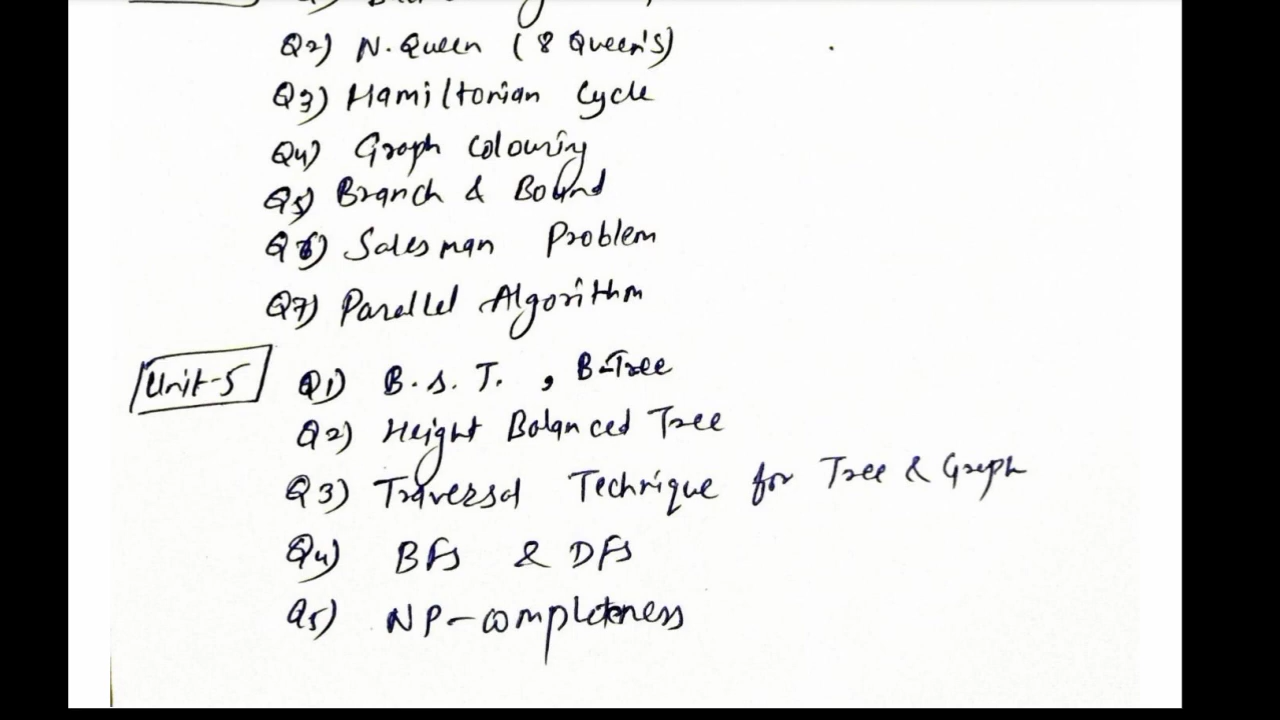 Q2) N. Queen (8 Queen's)
Q3) Hamiltonian Cycle
Q4) Graph Colouring
Q5) Branch & Bound
Q6) Salesman Problem
Q7) Parallel Algorithm
Unit-5 Q1) B.S.T. , B-Tree
Q2) Height Balanced Tree
Q3) Traversal Technique for Tree & Graph
Q4) BFS & DFS
Q5) NP-completeness